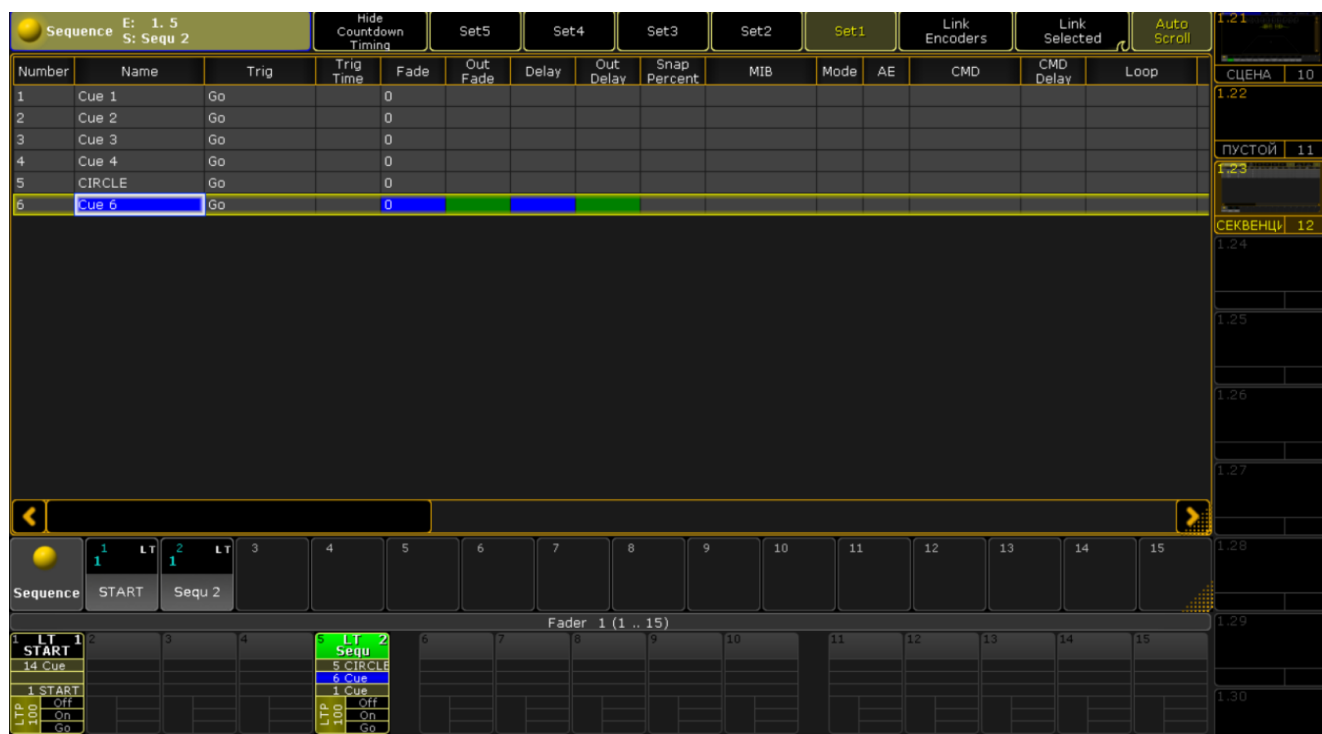 Sequence E: 1. 5
S: Sequ 2
Hide Countdown Timing
Set5
Set4
Set3
Set2
Set1
Link Encoders
Link Selected
Auto Scroll
Number Name Trig Trig Time Fade Out Fade Delay Out Delay Snap Percent MIB Mode AE CMD CMD Delay Loop
1 Cue 1 Go 0
2 Cue 2 Go 0
3 Cue 3 Go 0
4 Cue 4 Go 0
5 CIRCLE Go 0
6 Cue 6 Go 0
1.21
СЦЕНА 10
1.22
ПУСТОЙ 11
1.23
СЕКВЕНЦИ 12
1.24
1.25
1.26
1.27
1.28
1.29
1.30
Sequence
1 LT 2 LT 3 4 5 6 7 8 9 10 11 12 13 14 15
1 1
START Sequ 2
Fader 1 (1 .. 15)
1 LT 1 2 3 4 5 LT 2 6 7 8 9 10 11 12 13 14 15
START Sequ
14 Cue 5 CIRCLE
6 Cue
1 START 1 Cue
LTP 100 Off On Go
LTP 100 Off On Go